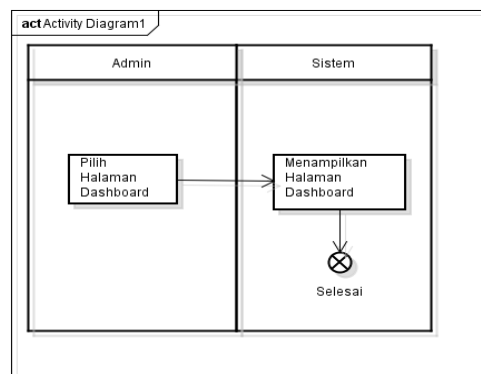 act Activity Diagram1
Admin
Sistem
Pilih
Halaman
Dashboard
Menampilkan
Halaman
Dashboard
Selesai